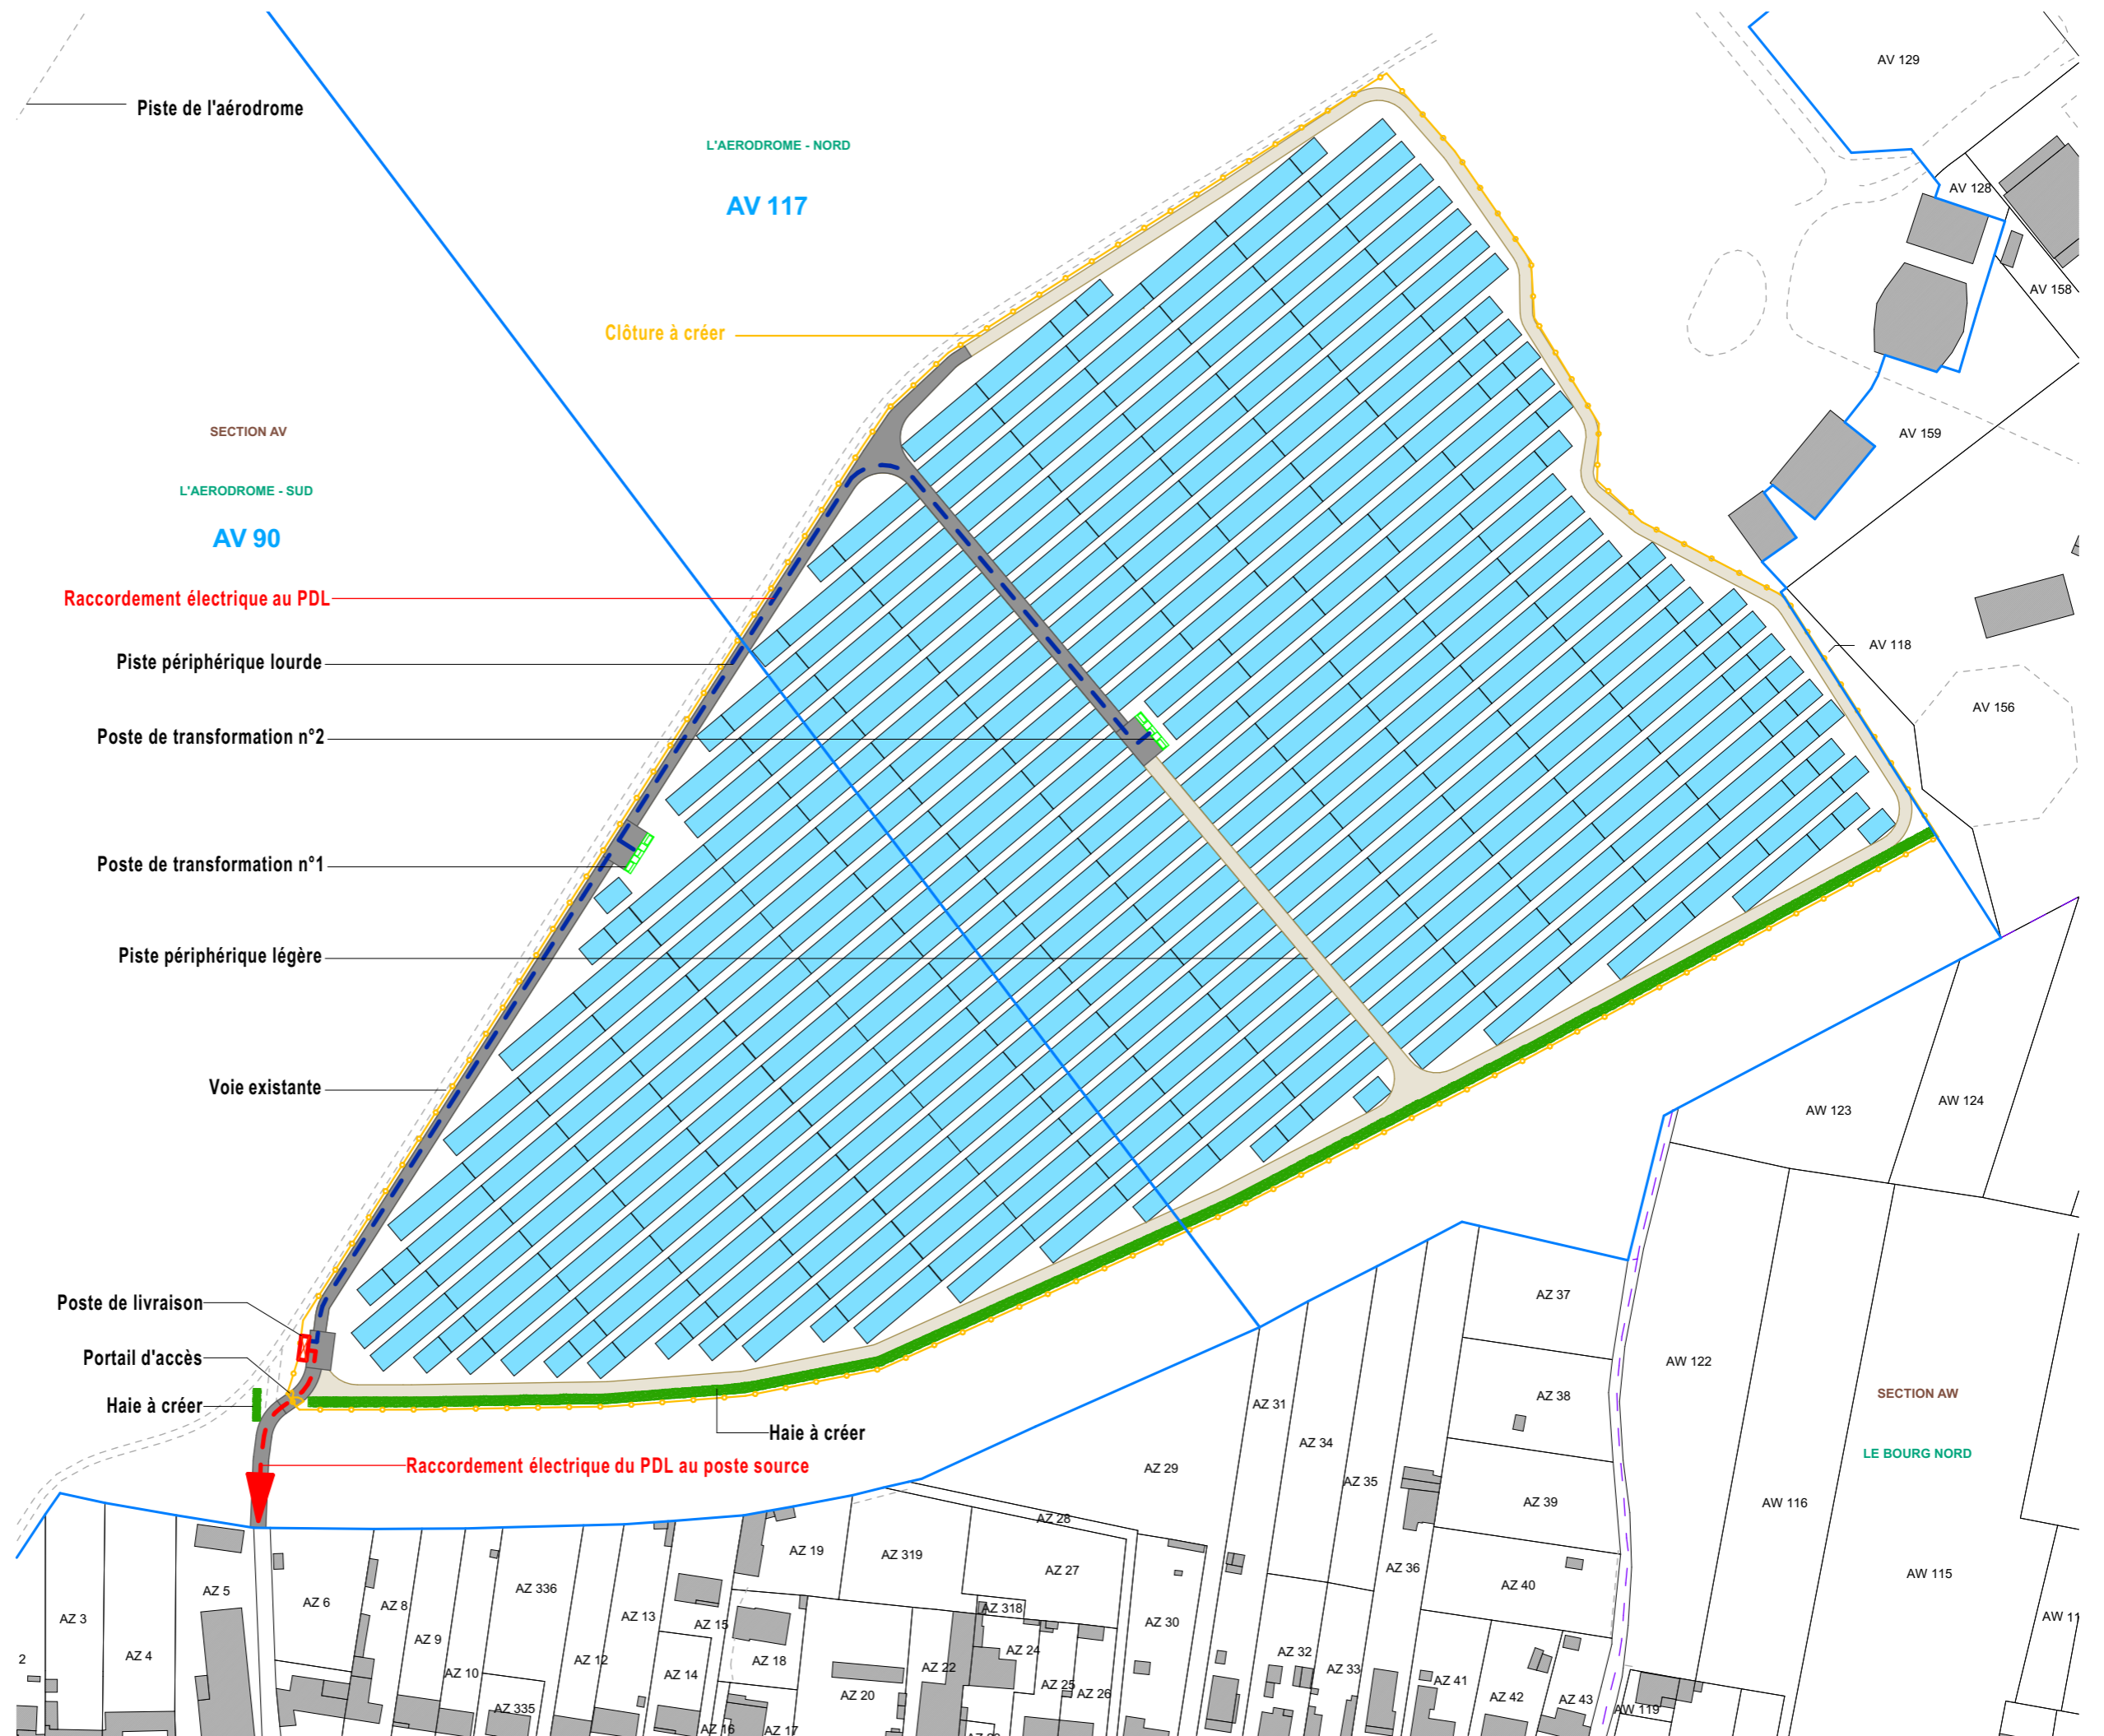 AV 129
Piste de l'aérodrome
L'AERODROME - NORD
AV 128
AV 117
AV 158
Clôture à créer
SECTION AV
AV 159
L'AERODROME - SUD
AV 90
Raccordement électrique au PDL
AV 118
Piste périphérique lourde
AV 156
Poste de transformation n°2
Poste de transformation n°1
Piste périphérique légère
Voie existante
AW 124
AW 123
Poste de livraison
AZ 37
Portail d'accès
AW 122
AZ 38
SECTION AW
Haie à créer
AZ 31
Haie à créer
AZ 34
LE BOURG NORD
Raccordement électrique du PDL au poste source
AZ 29
AZ 35
AZ 39
AW 116
AZ 28
AZ 19
AZ 319
AZ 27
AZ 36
AW 115
AZ 5
AZ 336
AZ 40
AZ 6
AZ 8
AZ 318
AZ 3
AZ 13
AZ 15
AZ 30
AW 11
AZ 9
AZ 24
AZ 32
2
AZ 4
AZ 12
AZ 18
AZ 22
AZ 33
AZ 10
AZ 14
AZ 41
AZ 25
AZ 26
AZ 20
AZ 42
AZ 43
AZ 335
AW 119
AZ 16
AZ 17